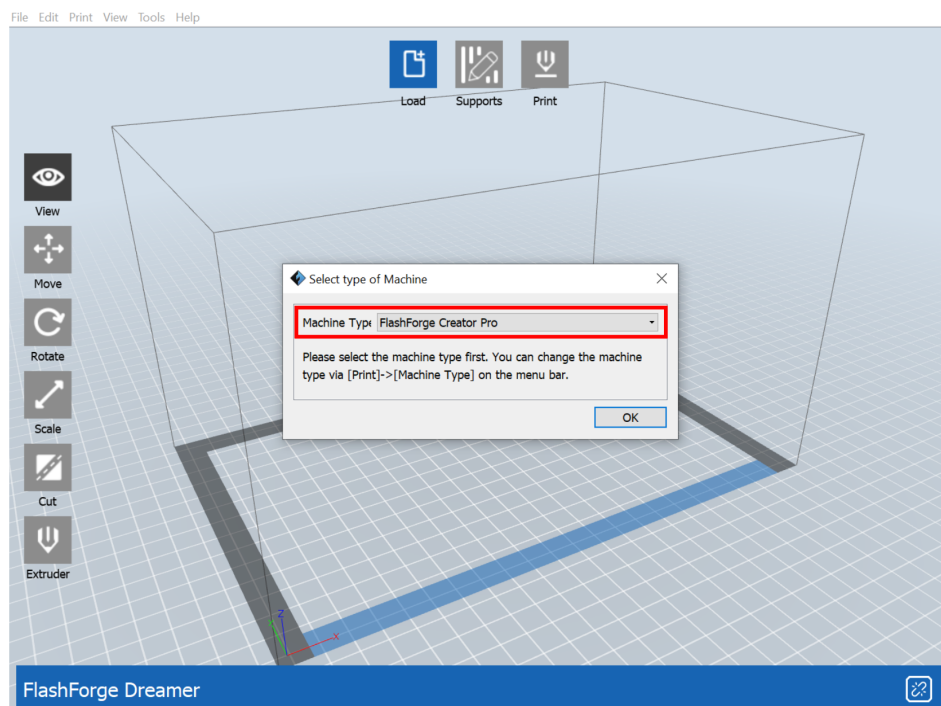 File Edit Print View Tools Help
Load Supports Print
View
Move
Rotate
Scale
Cut
Extruder
Select type of Machine
Machine Type FlashForge Creator Pro
Please select the machine type first. You can change the machine
type via [Print]->[Machine Type] on the menu bar.
OK
Z
Y
X
FlashForge Dreamer